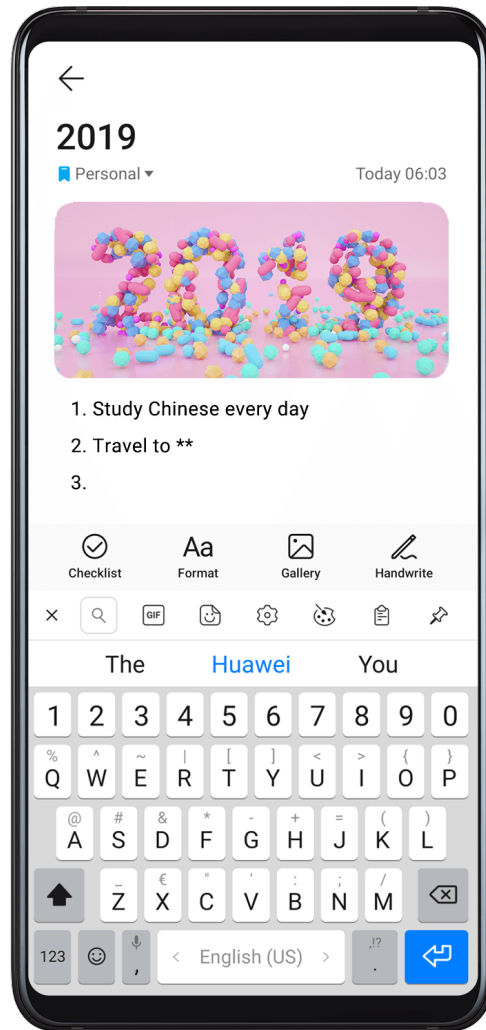 2019
Personal Today 06:03
2019
1. Study Chinese every day
2. Travel to **
3.
Checklist Format Gallery Handwrite
GIF
The Huawei You
1 2 3 4 5 6 7 8 9 0
% ^ ~ | [ ] < > { }
Q W E R T Y U I O P
@ # & * - + = ( )
A S D F G H J K L
_ € " ' : ; /
Z X C V B N M
123 , < English (US) > ,!? .